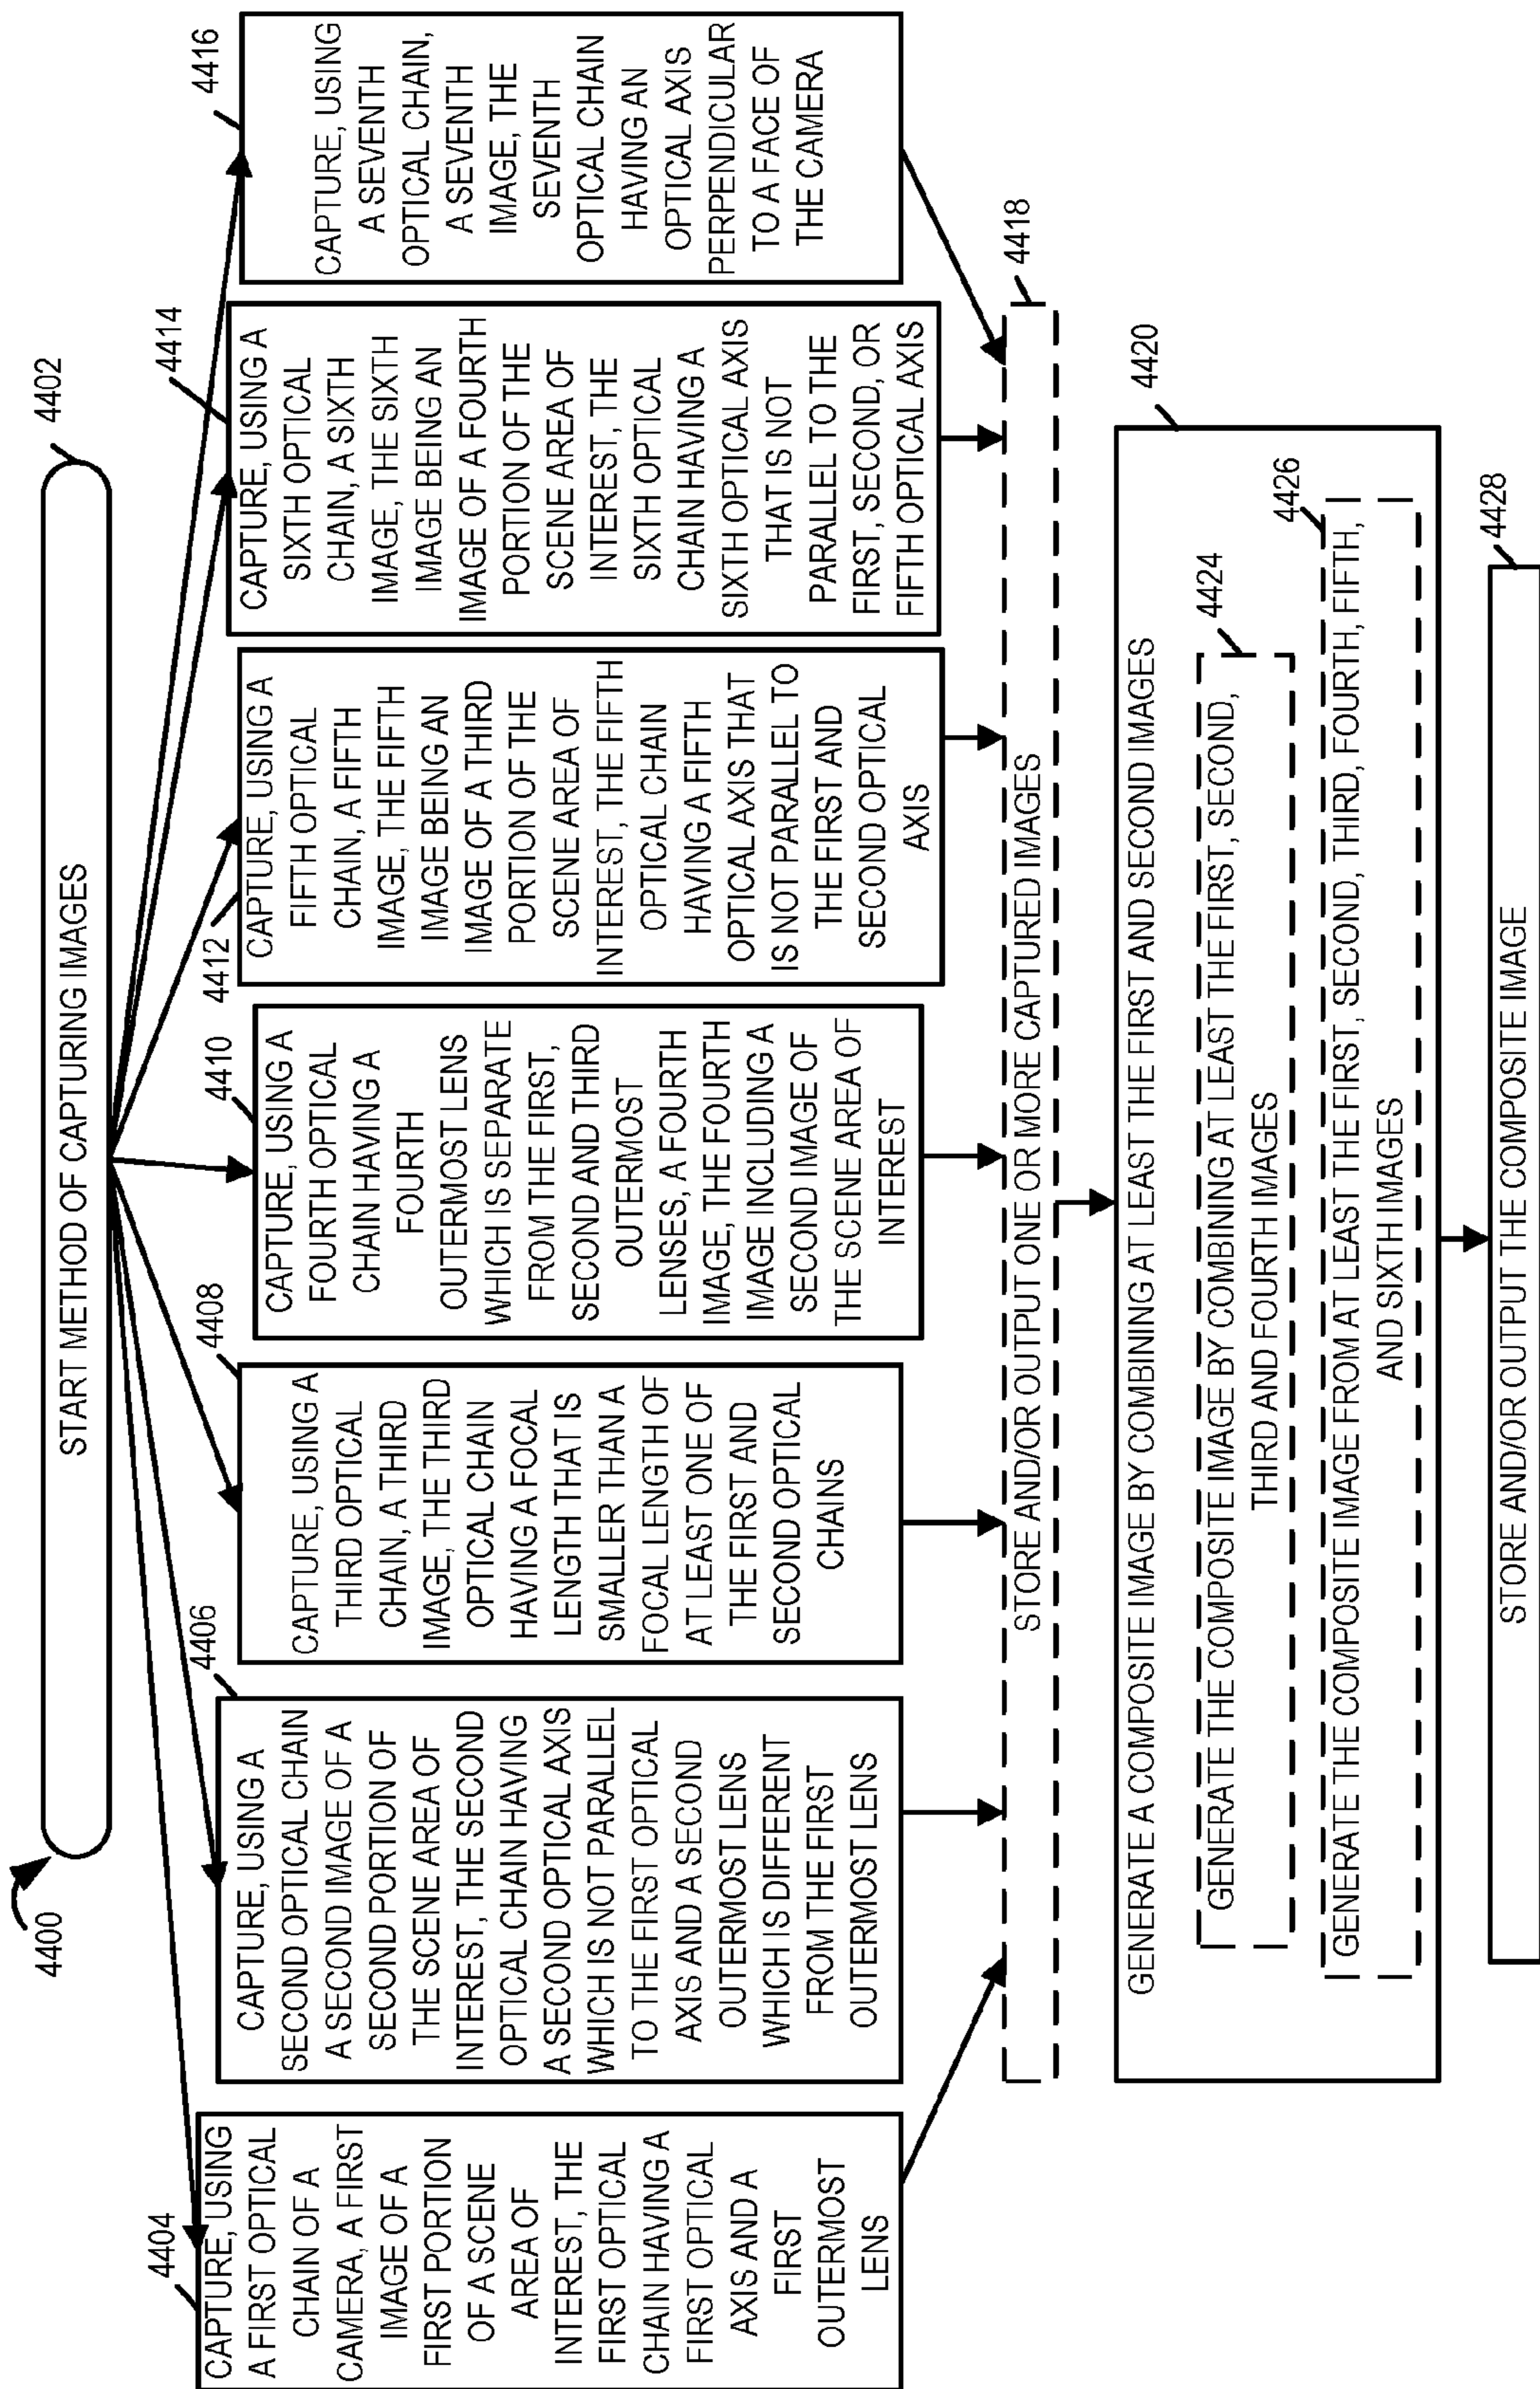 4400
START METHOD OF CAPTURING IMAGES
4402
4404
CAPTURE, USING
A FIRST OPTICAL
CHAIN OF A
CAMERA, A FIRST
IMAGE OF A
FIRST PORTION
OF A SCENE
AREA OF
INTEREST, THE
FIRST OPTICAL
CHAIN HAVING A
FIRST OPTICAL
AXIS AND A
FIRST
OUTERMOST
LENS
4406
CAPTURE, USING A
SECOND OPTICAL CHAIN
A SECOND IMAGE OF A
SECOND PORTION OF
THE SCENE AREA OF
INTEREST, THE SECOND
OPTICAL CHAIN HAVING
A SECOND OPTICAL AXIS
WHICH IS NOT PARALLEL
TO THE FIRST OPTICAL
AXIS AND A SECOND
OUTERMOST LENS
WHICH IS DIFFERENT
FROM THE FIRST
OUTERMOST LENS
4408
CAPTURE, USING A
THIRD OPTICAL
CHAIN, A THIRD
IMAGE, THE THIRD
OPTICAL CHAIN
HAVING A FOCAL
LENGTH THAT IS
SMALLER THAN A
FOCAL LENGTH OF
AT LEAST ONE OF
THE FIRST AND
SECOND OPTICAL
CHAINS
4410
CAPTURE, USING A
FOURTH OPTICAL
CHAIN HAVING A
FOURTH
OUTERMOST LENS
WHICH IS SEPARATE
FROM THE FIRST,
SECOND AND THIRD
OUTERMOST
LENSES, A FOURTH
IMAGE, THE FOURTH
IMAGE INCLUDING A
SECOND IMAGE OF
THE SCENE AREA OF
INTEREST
4412
CAPTURE, USING A
FIFTH OPTICAL
CHAIN, A FIFTH
IMAGE, THE FIFTH
IMAGE BEING AN
IMAGE OF A THIRD
PORTION OF THE
SCENE AREA OF
INTEREST, THE FIFTH
OPTICAL CHAIN
HAVING A FIFTH
OPTICAL AXIS THAT
IS NOT PARALLEL TO
THE FIRST AND
SECOND OPTICAL
AXIS
4414
CAPTURE, USING A
SIXTH OPTICAL
CHAIN, A SIXTH
IMAGE, THE SIXTH
IMAGE BEING AN
IMAGE OF A FOURTH
PORTION OF THE
SCENE AREA OF
INTEREST, THE
SIXTH OPTICAL
CHAIN HAVING A
SIXTH OPTICAL AXIS
THAT IS NOT
PARALLEL TO THE
FIRST, SECOND, OR
FIFTH OPTICAL AXIS
4416
CAPTURE, USING
A SEVENTH
OPTICAL CHAIN,
A SEVENTH
IMAGE, THE
SEVENTH
OPTICAL CHAIN
HAVING AN
OPTICAL AXIS
PERPENDICULAR
TO A FACE OF
THE CAMERA
4418
STORE AND/OR OUTPUT ONE OR MORE CAPTURED IMAGES
4420
GENERATE A COMPOSITE IMAGE BY COMBINING AT LEAST THE FIRST AND SECOND IMAGES
4424
GENERATE THE COMPOSITE IMAGE BY COMBINING AT LEAST THE FIRST, SECOND,
THIRD AND FOURTH IMAGES
4426
GENERATE THE COMPOSITE IMAGE FROM AT LEAST THE FIRST, SECOND, THIRD, FOURTH, FIFTH,
AND SIXTH IMAGES
4428
STORE AND/OR OUTPUT THE COMPOSITE IMAGE